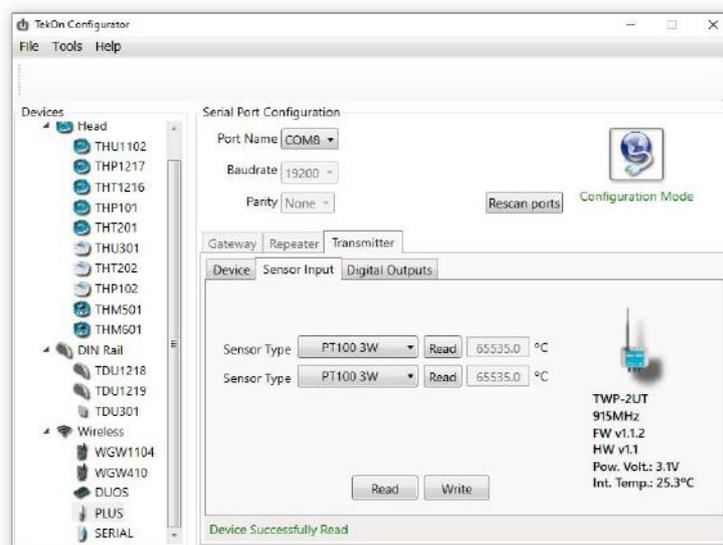 TekOn Configurator
File Tools Help
Devices
Head
THU1102
THP1217
THT1216
THP101
THT201
THU301
THT202
THP102
THM501
THM601
DIN Rail
TDU1218
TDU1219
TDU301
Wireless
WGW1104
WGW410
DUOS
PLUS
SERIAL
Serial Port Configuration
Port Name COM8
Baudrate 19200
Parity None
Rescan ports
Configuration Mode
Gateway Repeater Transmitter
Device Sensor Input Digital Outputs
Sensor Type PT100 3W Read 65535.0 ºC
Sensor Type PT100 3W Read 65535.0 ºC
TWP-2UT
915MHz
FW v1.1.2
HW v1.1
Pow. Volt.: 3.1V
Int. Temp.: 25.3ºC
Read Write
Device Successfully Read